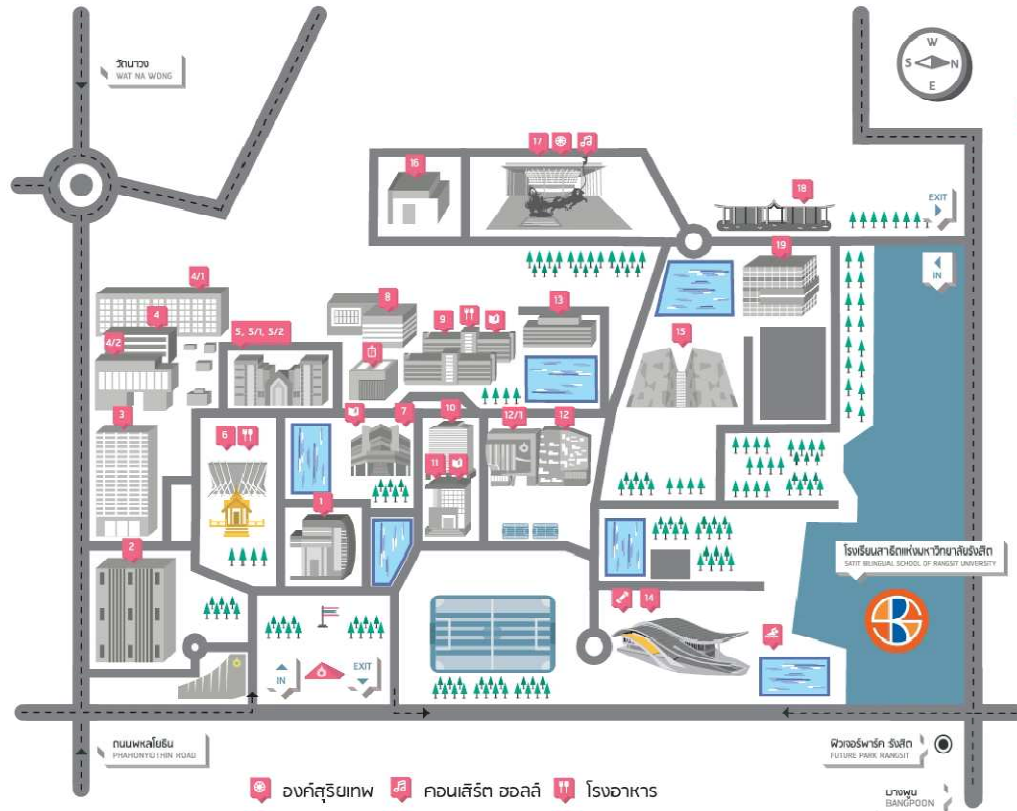 วัดนาวง
WAT NA WONG
W
S N
E
17
16
18
EXIT
19
IN
4/1
4
8
13
9
5, 5/1, 5/2
4/2
15
3
7
10
12/1
12
6
11
1
2
โรงเรียนสาธิตแห่งมหาวิทยาลัยรังสิต
SATIT BILINGUAL SCHOOL OF RANGSIT UNIVERSITY
14
IN
EXIT
ถนนพหลโยธิน
PHAHONYOTHIN ROAD
ฟิวเจอร์พาร์ค รังสิต
FUTURE PARK RANGSIT
องค์สุริยเทพ คอนเสิร์ต ฮอลล์ โรงอาหาร
บางพูน
BANGPOON